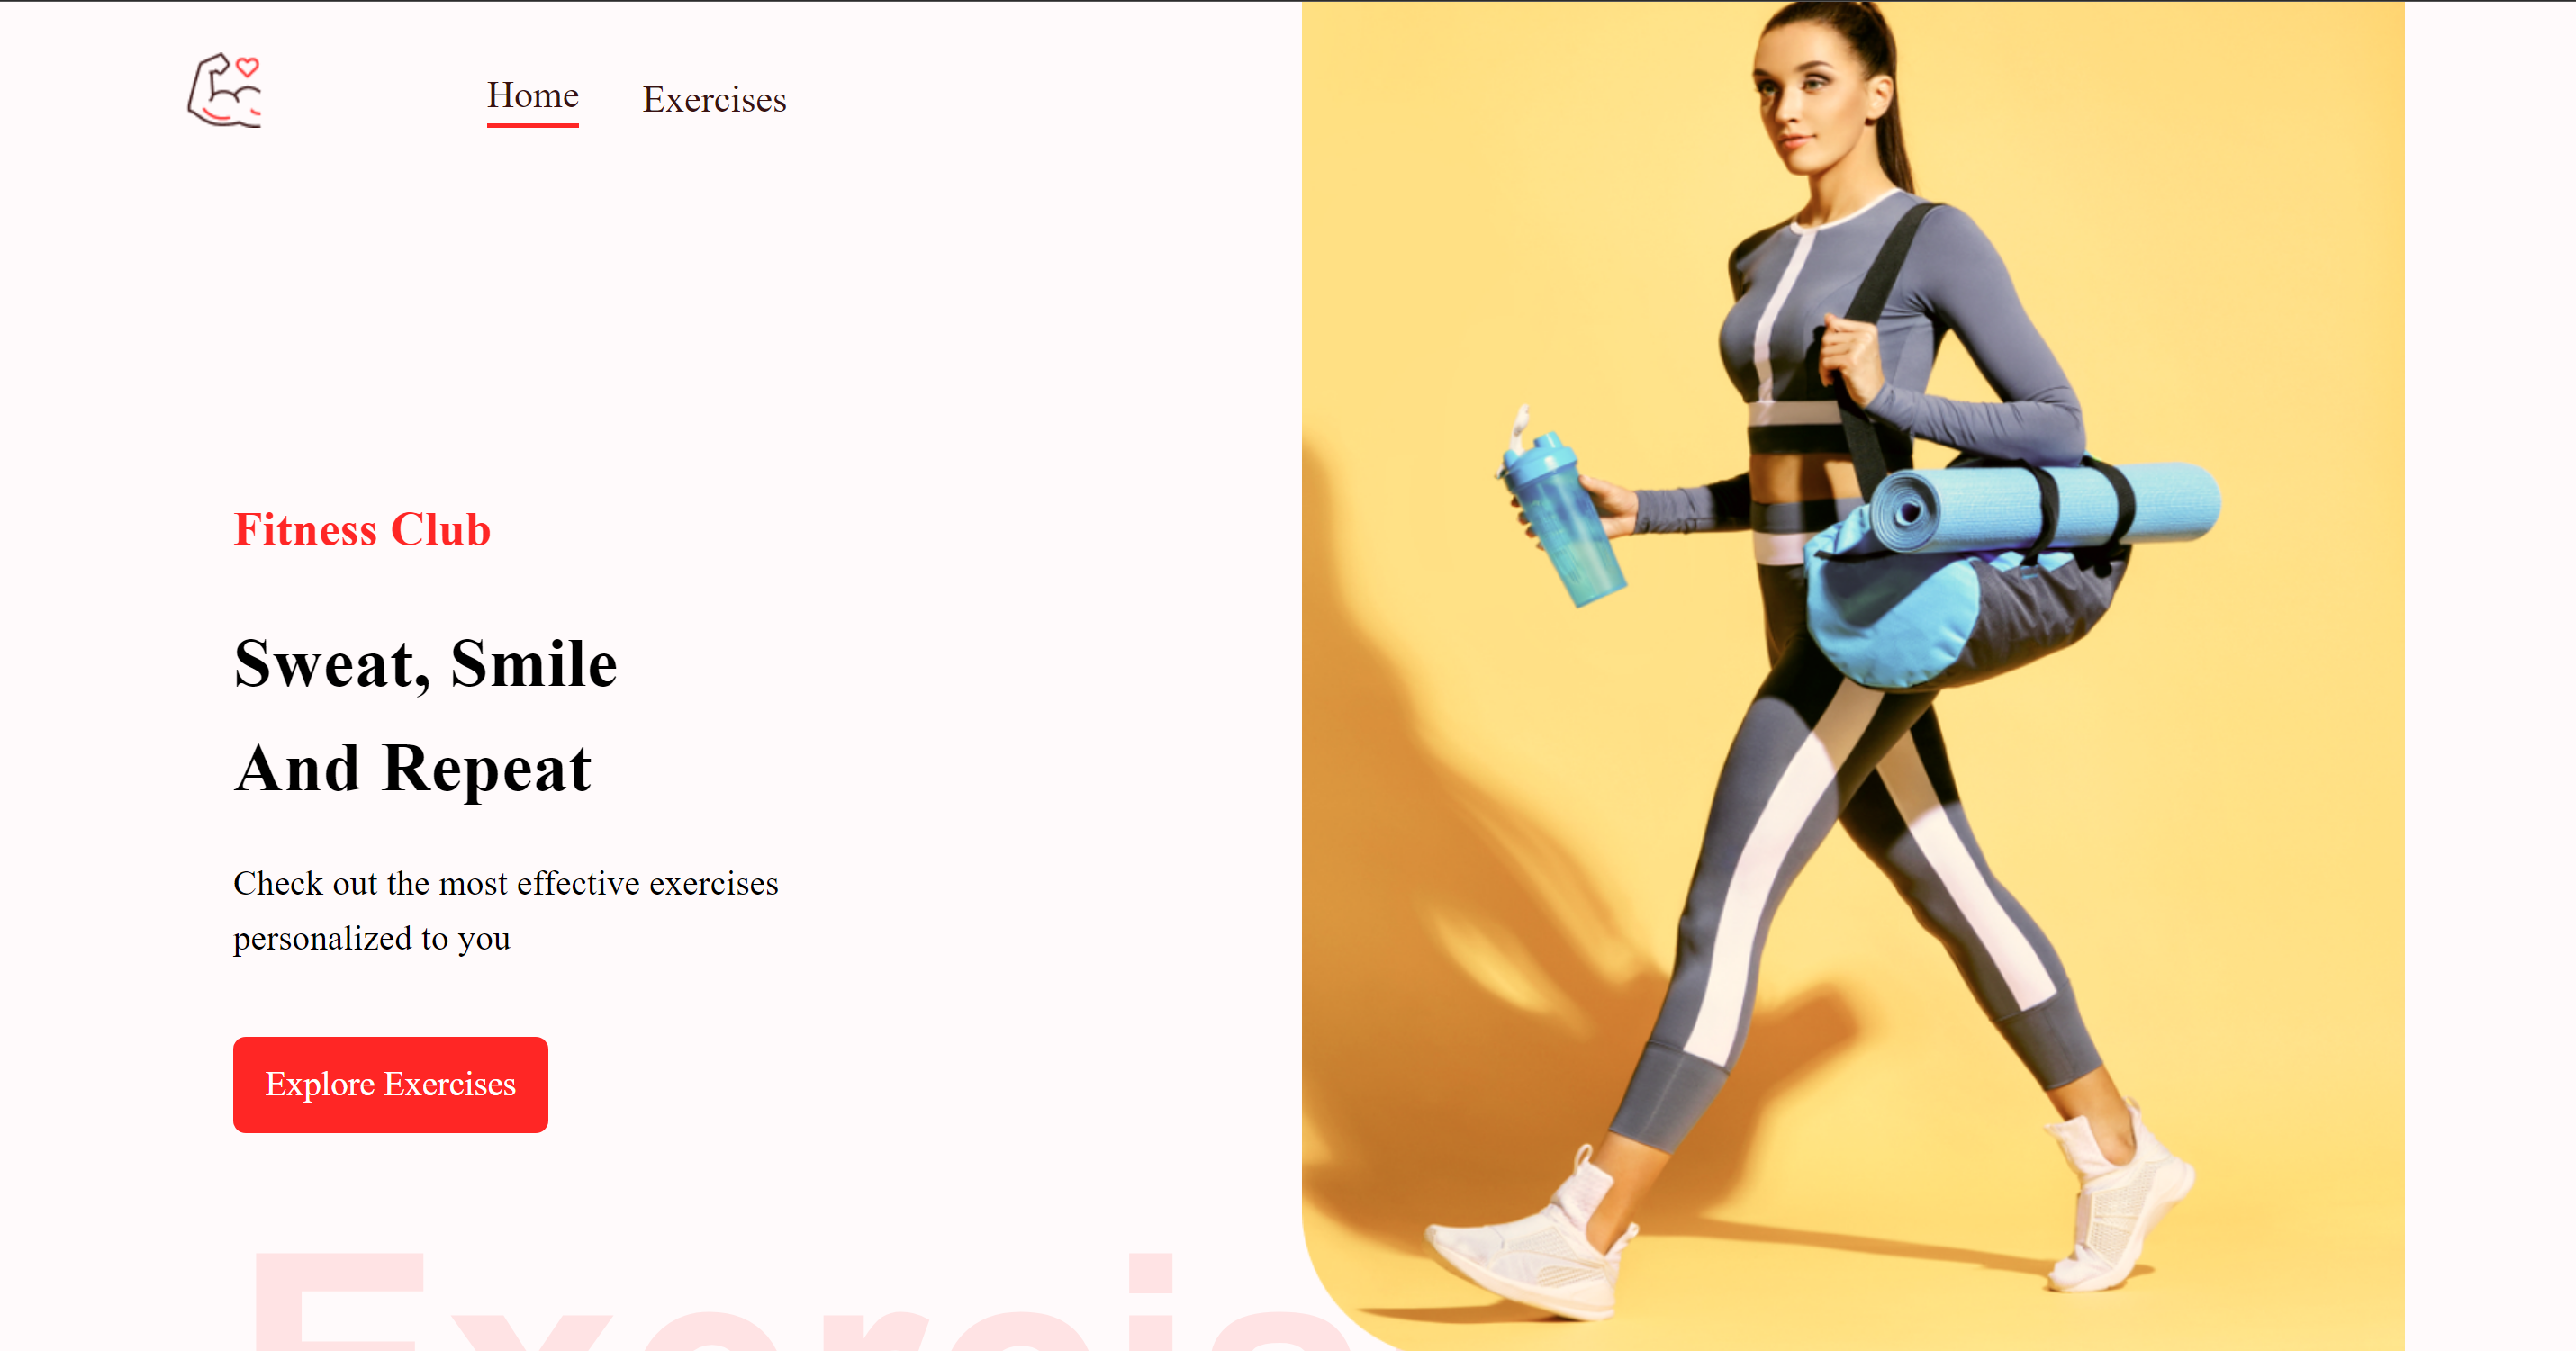 Home Exercises
Fitness Club
Sweat, Smile
And Repeat
Check out the most effective exercises
personalized to you
Explore Exercises